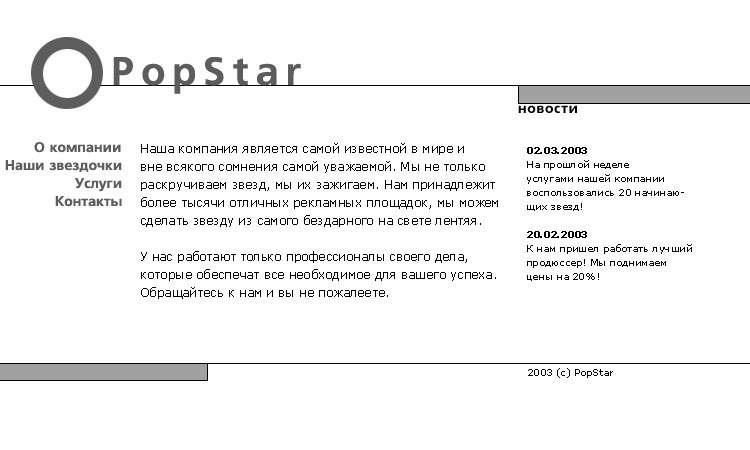 PopStar
О компании
Наши звездочки
Услуги
Контакты
Наша компания является самой известной в мире и
вне всякого сомнения самой уважаемой. Мы не только
раскручиваем звезд, мы их зажигаем. Нам принадлежит
более тысячи отличных рекламных площадок, мы можем
сделать звезду из самого бездарного на свете лентяя.
У нас работают только профессионалы своего дела,
которые обеспечат все необходимое для вашего успеха.
Обращайтесь к нам и вы не пожалеете.
новости
02.03.2003
На прошлой неделе
услугами нашей компании
воспользовались 20 начинаю-
щих звезд!
20.02.2003
К нам пришел работать лучший
продюссер! Мы поднимаем
цены на 20%!
2003 (c) PopStar